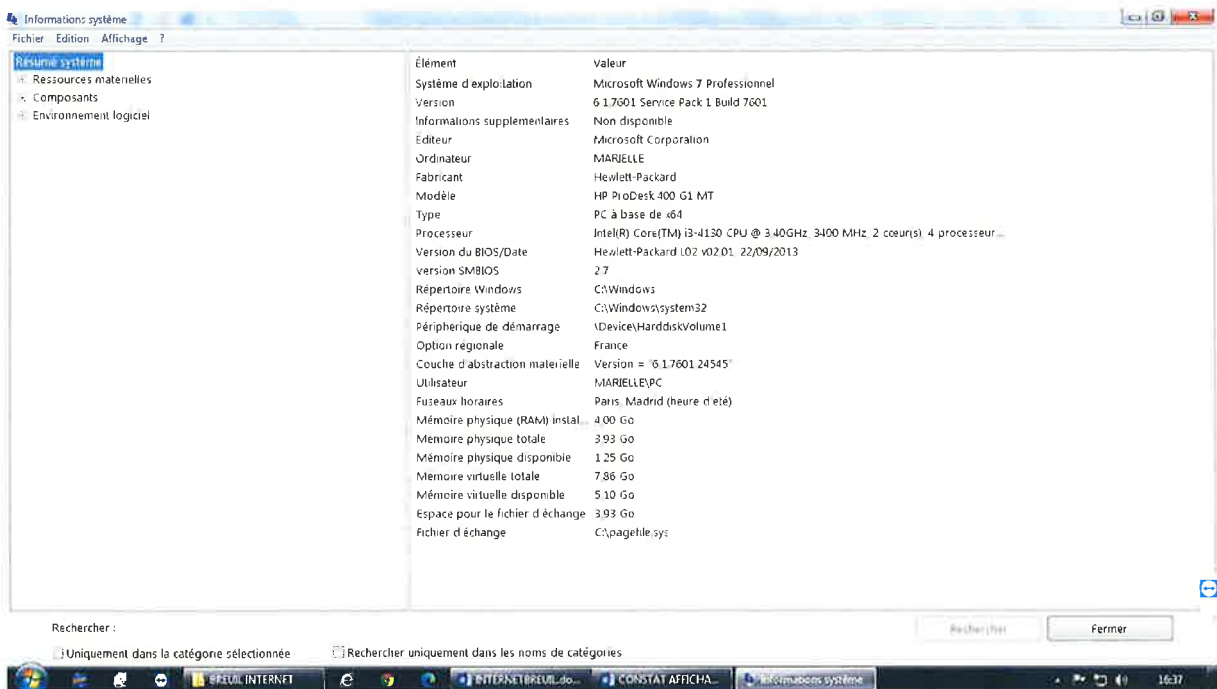 Informations système
Fichier Edition Affichage ?
Résumé système
Ressources matérielles
Composants
Environnement logiciel
Élément Valeur
Système d'exploitation Microsoft Windows 7 Professionnel
Version 6.1.7601 Service Pack 1 Build 7601
Informations supplémentaires Non disponible
Editeur Microsoft Corporation
Ordinateur MARIELLE
Fabricant Hewlett-Packard
Modèle HP ProDesk 400 G1 MT
Type PC à base de x64
Processeur Intel(R) Core(TM) i3-4130 CPU @ 3.40GHz, 3400 MHz, 2 cœur(s), 4 processeur...
Version du BIOS/Date Hewlett-Packard L02 v02.01, 22/09/2013
Version SMBIOS 2.7
Répertoire Windows C:\Windows
Répertoire système C:\Windows\system32
Périphérique de démarrage \Device\HarddiskVolume1
Option régionale France
Couche d'abstraction matérielle Version = "6.1.7601.24545"
Utilisateur MARIELLE\PC
Fuseaux horaires Paris, Madrid (heure d'été)
Mémoire physique (RAM) instal... 4,00 Go
Mémoire physique totale 3,93 Go
Mémoire physique disponible 1,25 Go
Mémoire virtuelle totale 7,86 Go
Mémoire virtuelle disponible 5,10 Go
Espace pour le fichier d'échange 3,93 Go
Fichier d'échange C:\pagefile.sys
Rechercher :
Rechercher Fermer
Uniquement dans la catégorie sélectionnée Rechercher uniquement dans les noms de catégories
BREUIL INTERNET INTERNETBREUIL.do... CONSTAT AFFICHA... Informations système 16:37